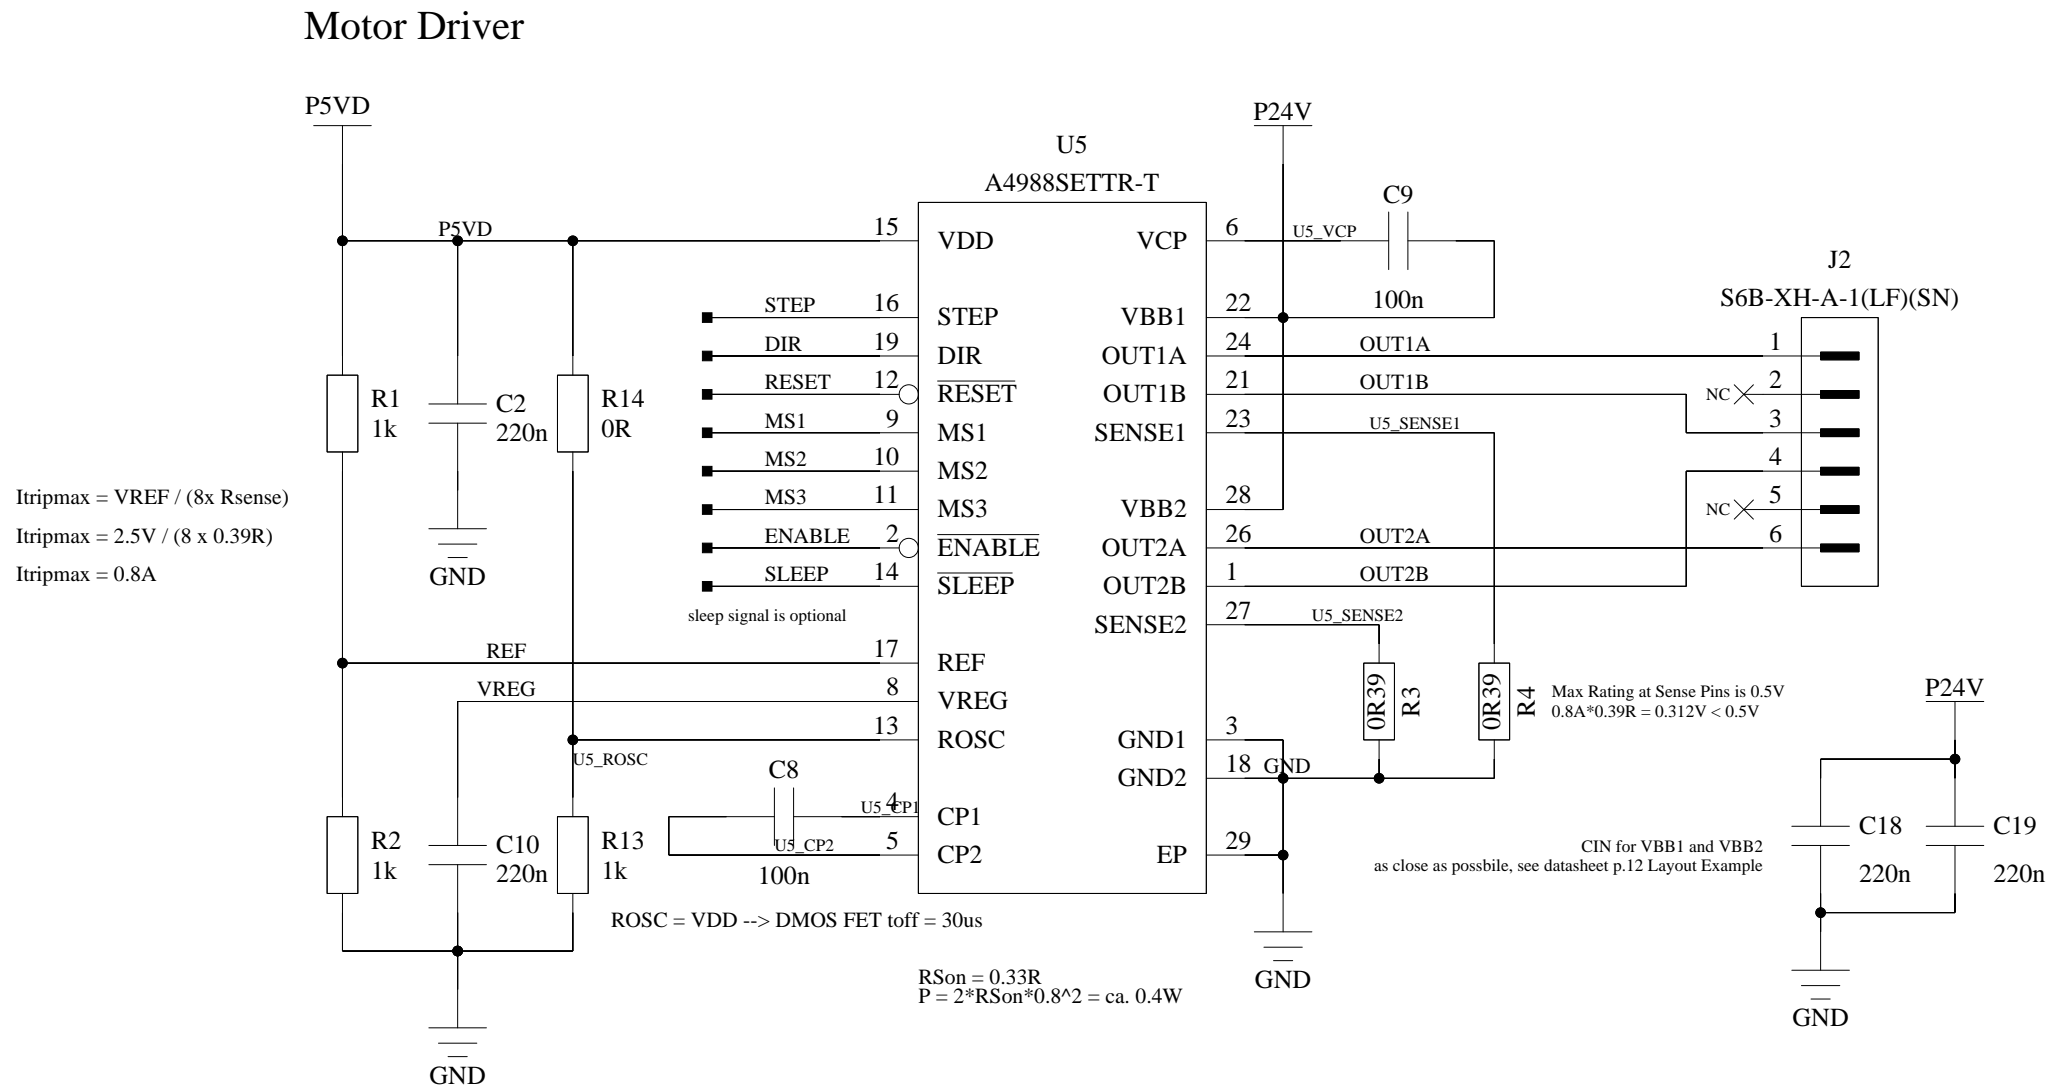 Motor Driver
P5VD
P24V
U5
A4988SETTR-T
C9
100n
P5VD
15
VDD
STEP
16
STEP
DIR
19
DIR
RESET
12
RESET
MS1
9
MS1
MS2
10
MS2
MS3
11
MS3
ENABLE
2
ENABLE
SLEEP
14
SLEEP
sleep signal is optional
REF
17
REF
VREG
8
VREG
13
ROSC
U5_ROSC
C8
100n
U5_CP1
4
CP1
U5_CP2
5
CP2
VCP
6
U5_VCP
VBB1
22
OUT1A
24
OUT1A
OUT1B
21
OUT1B
SENSE1
23
U5_SENSE1
VBB2
28
OUT2A
26
OUT2A
OUT2B
1
OUT2B
SENSE2
27
U5_SENSE2
GND1
3
GND2
18
GND
EP
29
GND
J2
S6B-XH-A-1(LF)(SN)
1
NC
2
3
4
NC
5
6
R1
1k
C2
220n
GND
R14
0R
Itripmax = VREF / (8x Rsense)
Itripmax = 2.5V / (8 x 0.39R)
Itripmax = 0.8A
R2
1k
C10
220n
R13
1k
GND
0R39
R3
0R39
R4
Max Rating at Sense Pins is 0.5V
0.8A*0.39R = 0.312V < 0.5V
P24V
C18
220n
C19
220n
GND
CIN for VBB1 and VBB2
as close as possbile, see datasheet p.12 Layout Example
ROSC = VDD --> DMOS FET toff = 30us
RSon = 0.33R
P = 2*RSon*0.8^2 = ca. 0.4W